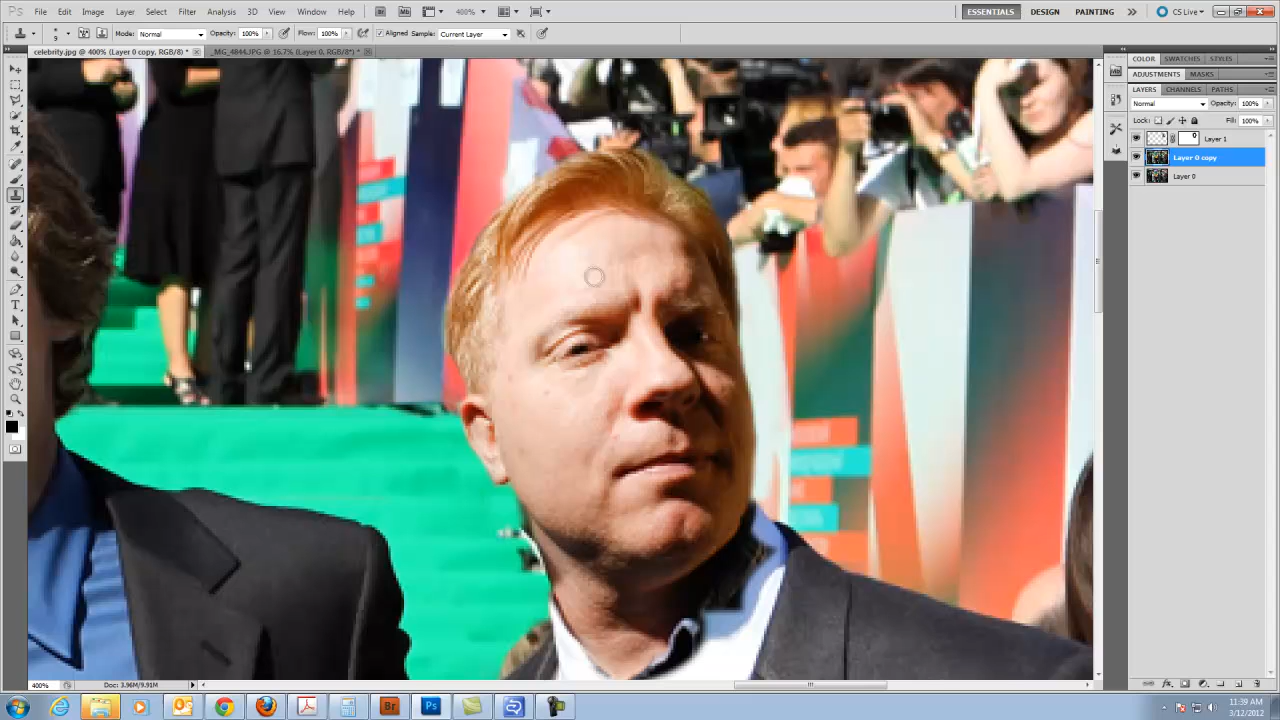 Ps File Edit Image Layer Select Filter Analysis 3D View Window Help Br Mb 400% ESSENTIALS DESIGN PAINTING CS Live
Mode: Normal Opacity: 100% Flow: 100% Aligned Sample: Current Layer
celebrity.jpg @ 400% (Layer 0 copy, RGB/8) * _MG_4844.JPG @ 16.7% (Layer 0, RGB/8*) *
COLOR SWATCHES STYLES
ADJUSTMENTS MASKS
LAYERS CHANNELS PATHS
Normal Opacity: 100%
Lock: Fill: 100%
Layer 1
Layer 0 copy
Layer 0
400% Doc: 3.96M/9.91M
Br Ps
11:39 AM
3/12/2012